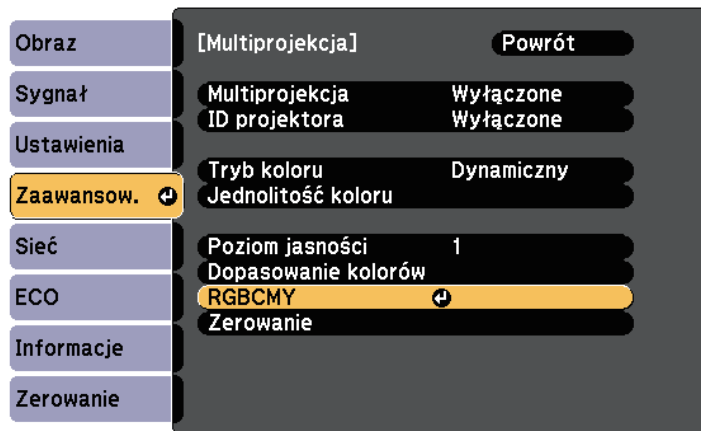 Obraz
Sygnał
Ustawienia
Zaawansow.
Sieć
ECO
Informacje
Zerowanie
[Multiprojekcja] Powrót
Multiprojekcja Wyłączone
ID projektora Wyłączone
Tryb koloru Dynamiczny
Jednolitość koloru
Poziom jasności 1
Dopasowanie kolorów
RGBCMY
Zerowanie